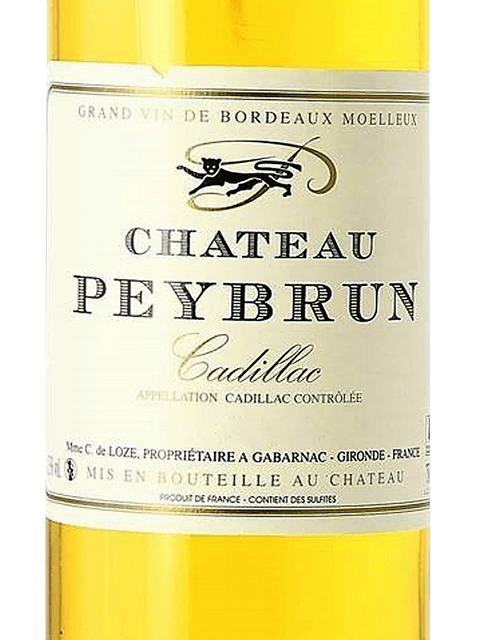 GRAND VIN DE BORDEAUX MOELLEUX
CHATEAU
PEYBRUN
Cadillac
APPELLATION CADILLAC CONTRÔLÉE
Mme C. de LOZE, PROPRIÉTAIRE A GABARNAC - GIRONDE - FRANCE
MIS EN BOUTEILLE AU CHATEAU
PRODUIT DE FRANCE - CONTIENT DES SULFITES